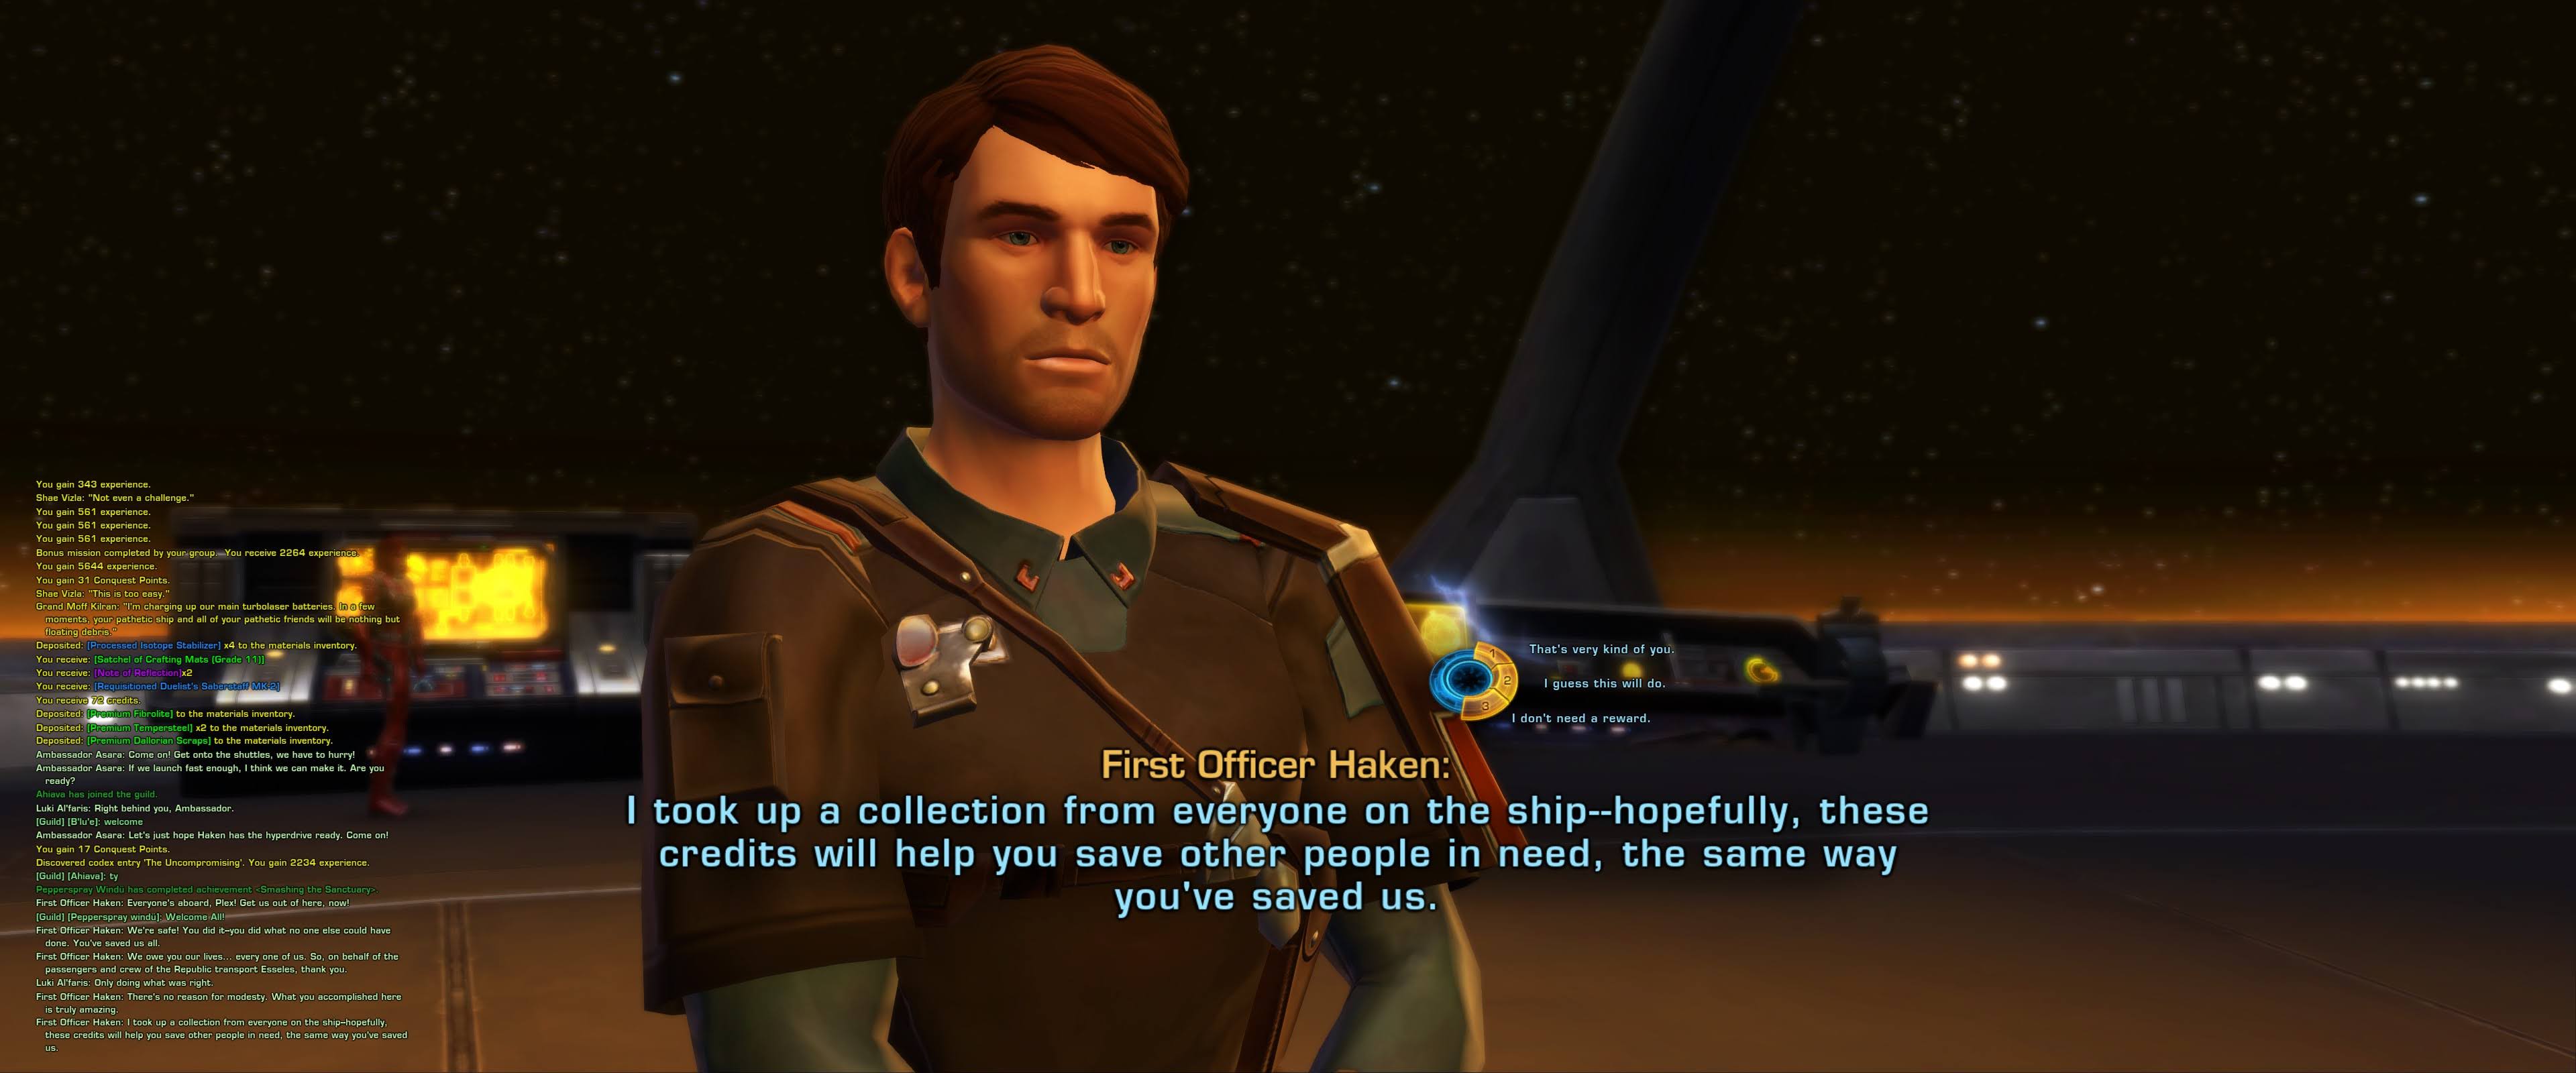 You gain 343 experience.
Shae Vizla: "Not even a challenge."
You gain 561 experience.
You gain 561 experience.
You gain 561 experience.
Bonus mission completed by your group.  You receive 2264 experience.
You gain 5644 experience.
You gain 31 Conquest Points.
Shae Vizla: "This is too easy."
Grand Moff Kilran: "I'm charging up our main turbolaser batteries. In a few
moments, your pathetic ship and all of your pathetic friends will be nothing but
floating debris."
Deposited: [Processed Isotope Stabilizer] x4 to the materials inventory.
You receive: [Satchel of Crafting Mats (Grade 11)]
You receive: [Note of Reflection]x2
You receive: [Requisitioned Duelist's Saberstaff MK-2]
You receive 72 credits.
Deposited: [Premium Fibrolite] to the materials inventory.
Deposited: [Premium Tempersteel] x2 to the materials inventory.
Deposited: [Premium Dallorian Scraps] to the materials inventory.
Ambassador Asara: Come on! Get onto the shuttles, we have to hurry!
Ambassador Asara: If we launch fast enough, I think we can make it. Are you
ready?
Ahiava has joined the guild.
Luki Al'faris: Right behind you, Ambassador.
[Guild] [B'lu'e]: welcome
Ambassador Asara: Let's just hope Haken has the hyperdrive ready. Come on!
You gain 17 Conquest Points.
Discovered codex entry 'The Uncompromising'. You gain 2234 experience.
[Guild] [Ahiava]: ty
Pepperspray Windú has completed achievement <Smashing the Sanctuary>
First Officer Haken: Everyone's aboard, Plex! Get us out of here, now!
[Guild] [Pepperspray windú]: Welcome All!
First Officer Haken: We're safe! You did it--you did what no one else could have
done. You've saved us all.
First Officer Haken: We owe you our lives... every one of us. So, on behalf of the
passengers and crew of the Republic transport Esseles, thank you.
Luki Al'faris: Only doing what was right.
First Officer Haken: There's no reason for modesty. What you accomplished here
is truly amazing.
First Officer Haken: I took up a collection from everyone on the ship--hopefully,
these credits will help you save other people in need, the same way you've saved
us.
1 That's very kind of you.
2 I guess this will do.
3 I don't need a reward.
First Officer Haken:
I took up a collection from everyone on the ship--hopefully, these
credits will help you save other people in need, the same way
you've saved us.